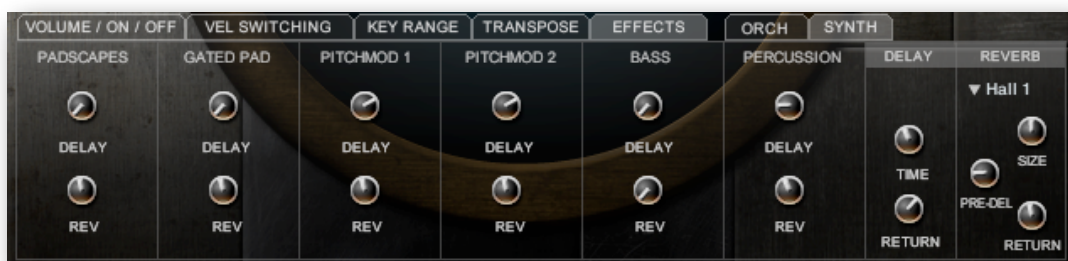 VOLUME / ON / OFF VEL SWITCHING KEY RANGE TRANSPOSE EFFECTS ORCH SYNTH
PADSCAPES GATED PAD PITCHMOD 1 PITCHMOD 2 BASS PERCUSSION DELAY REVERB
▼ Hall 1
DELAY DELAY DELAY DELAY DELAY DELAY
TIME SIZE
PRE-DEL
REV REV REV REV REV REV
RETURN RETURN